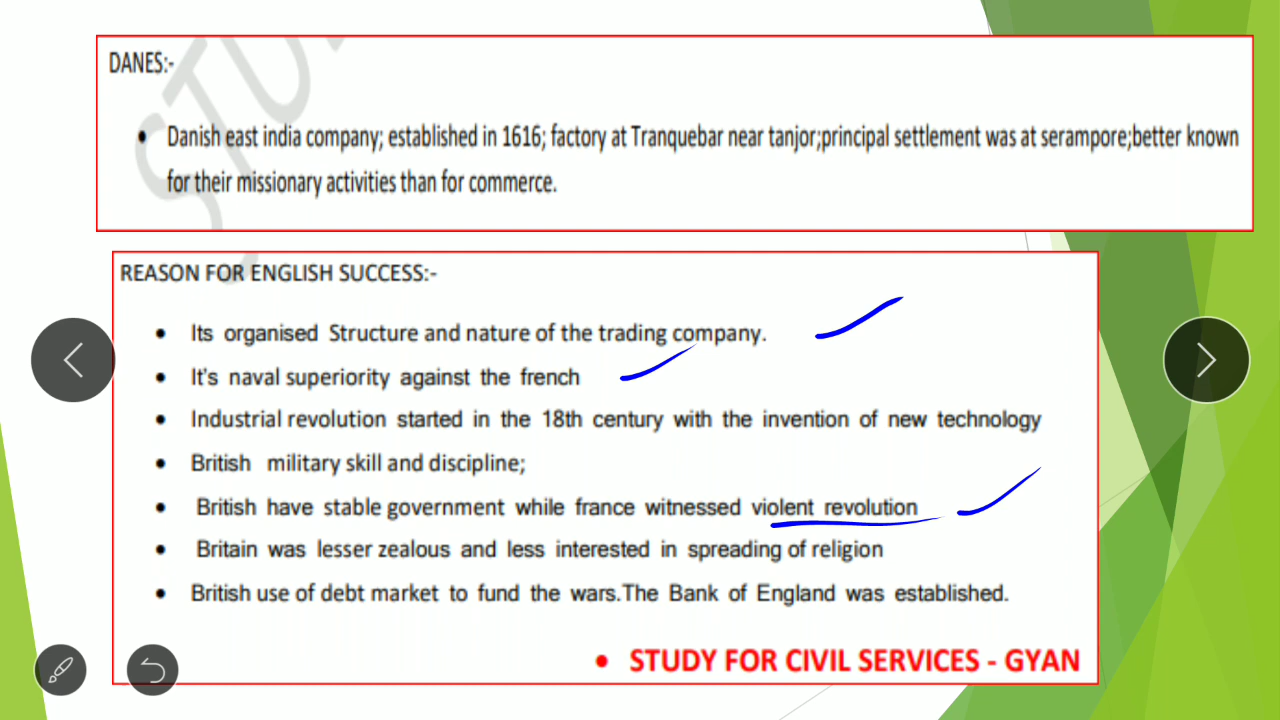 DANES:-
• Danish east india company; established in 1616; factory at Tranquebar near tanjor;principal settlement was at serampore;better known
for their missionary activities than for commerce.
REASON FOR ENGLISH SUCCESS:-
• Its organised Structure and nature of the trading company.
• It's naval superiority against the french
• Industrial revolution started in the 18th century with the invention of new technology
• British military skill and discipline;
• British have stable government while france witnessed violent revolution
• Britain was lesser zealous and less interested in spreading of religion
• British use of debt market to fund the wars.The Bank of England was established.
• STUDY FOR CIVIL SERVICES - GYAN